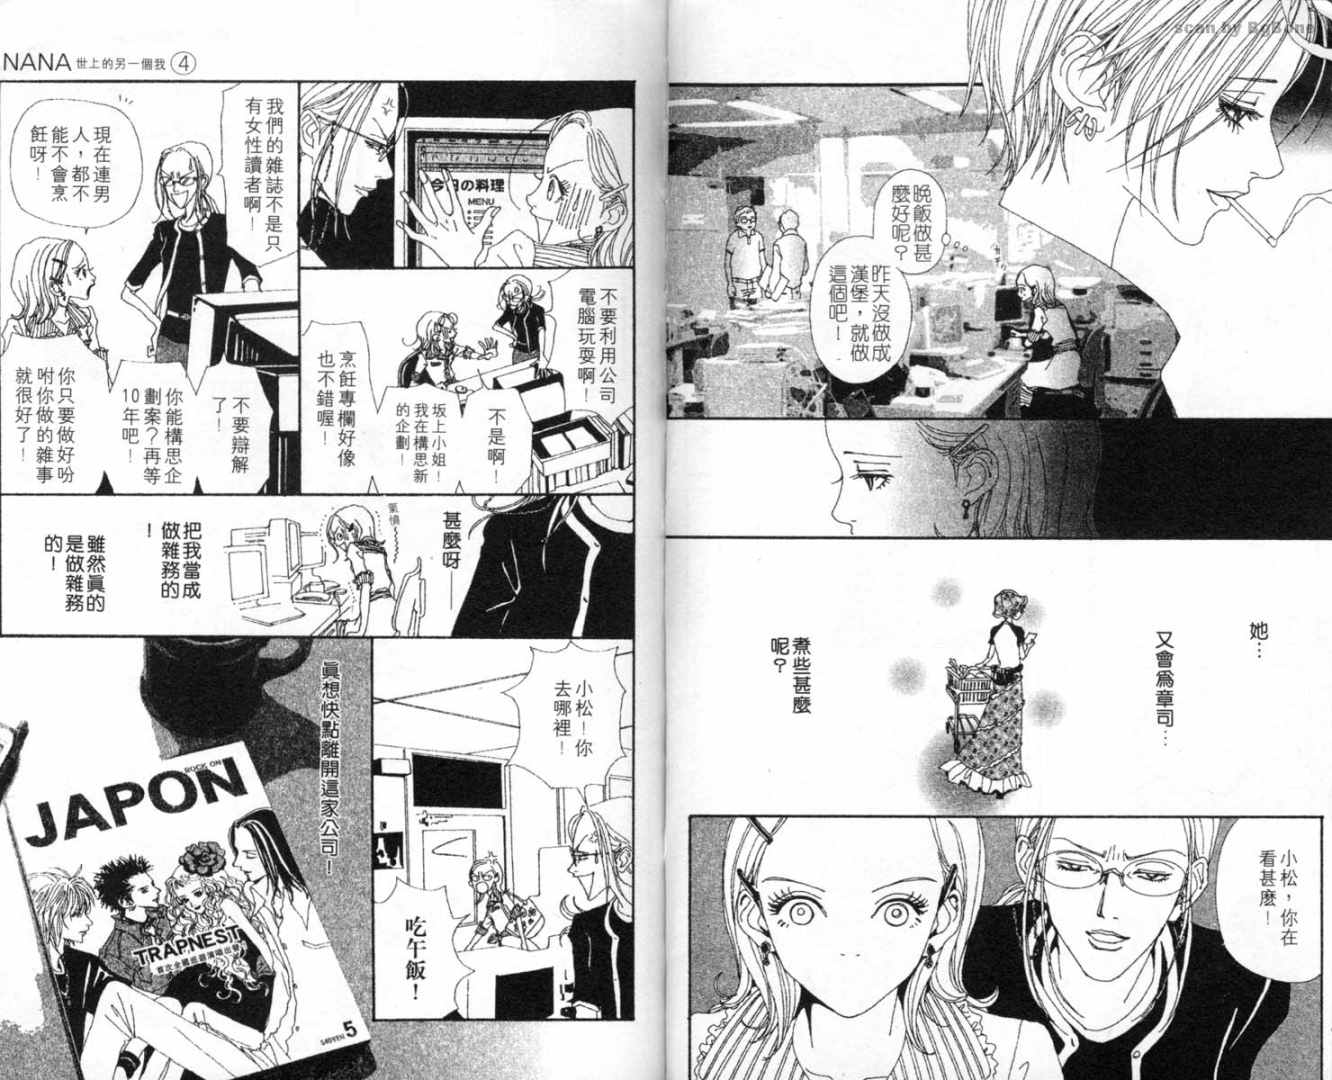 scan by BgBone
晚飯做甚
麼好呢？
昨天沒做成
漢堡，就做
這個吧！
她…
又會為章司…
煮些甚麼
呢？
小松，你在
看甚麼！
NANA 世上的另一個我 ④
今日の料理
MENU
我們的雜誌不是只
有女性讀者啊！
現在連男
人，都不
能不會烹
飪呀！
不要利用公司
電腦玩耍啊！
不是啊！
坂上小姐！
我在構思新
的企劃！
烹飪專欄好像
也不錯喔！
不要辯解
了！
你能構思企
劃案？再等
10年吧！
你只要做好吩
咐你做的雜事
就很好了！
甚麼呀——
氣憤
把我當成
做雜務的
！
雖然真的
是做雜務
的！
小松！你
去哪裡！
吃午飯！
真想快點離開這家公司！
ROCK ON
JAPON
TRAPNEST
5